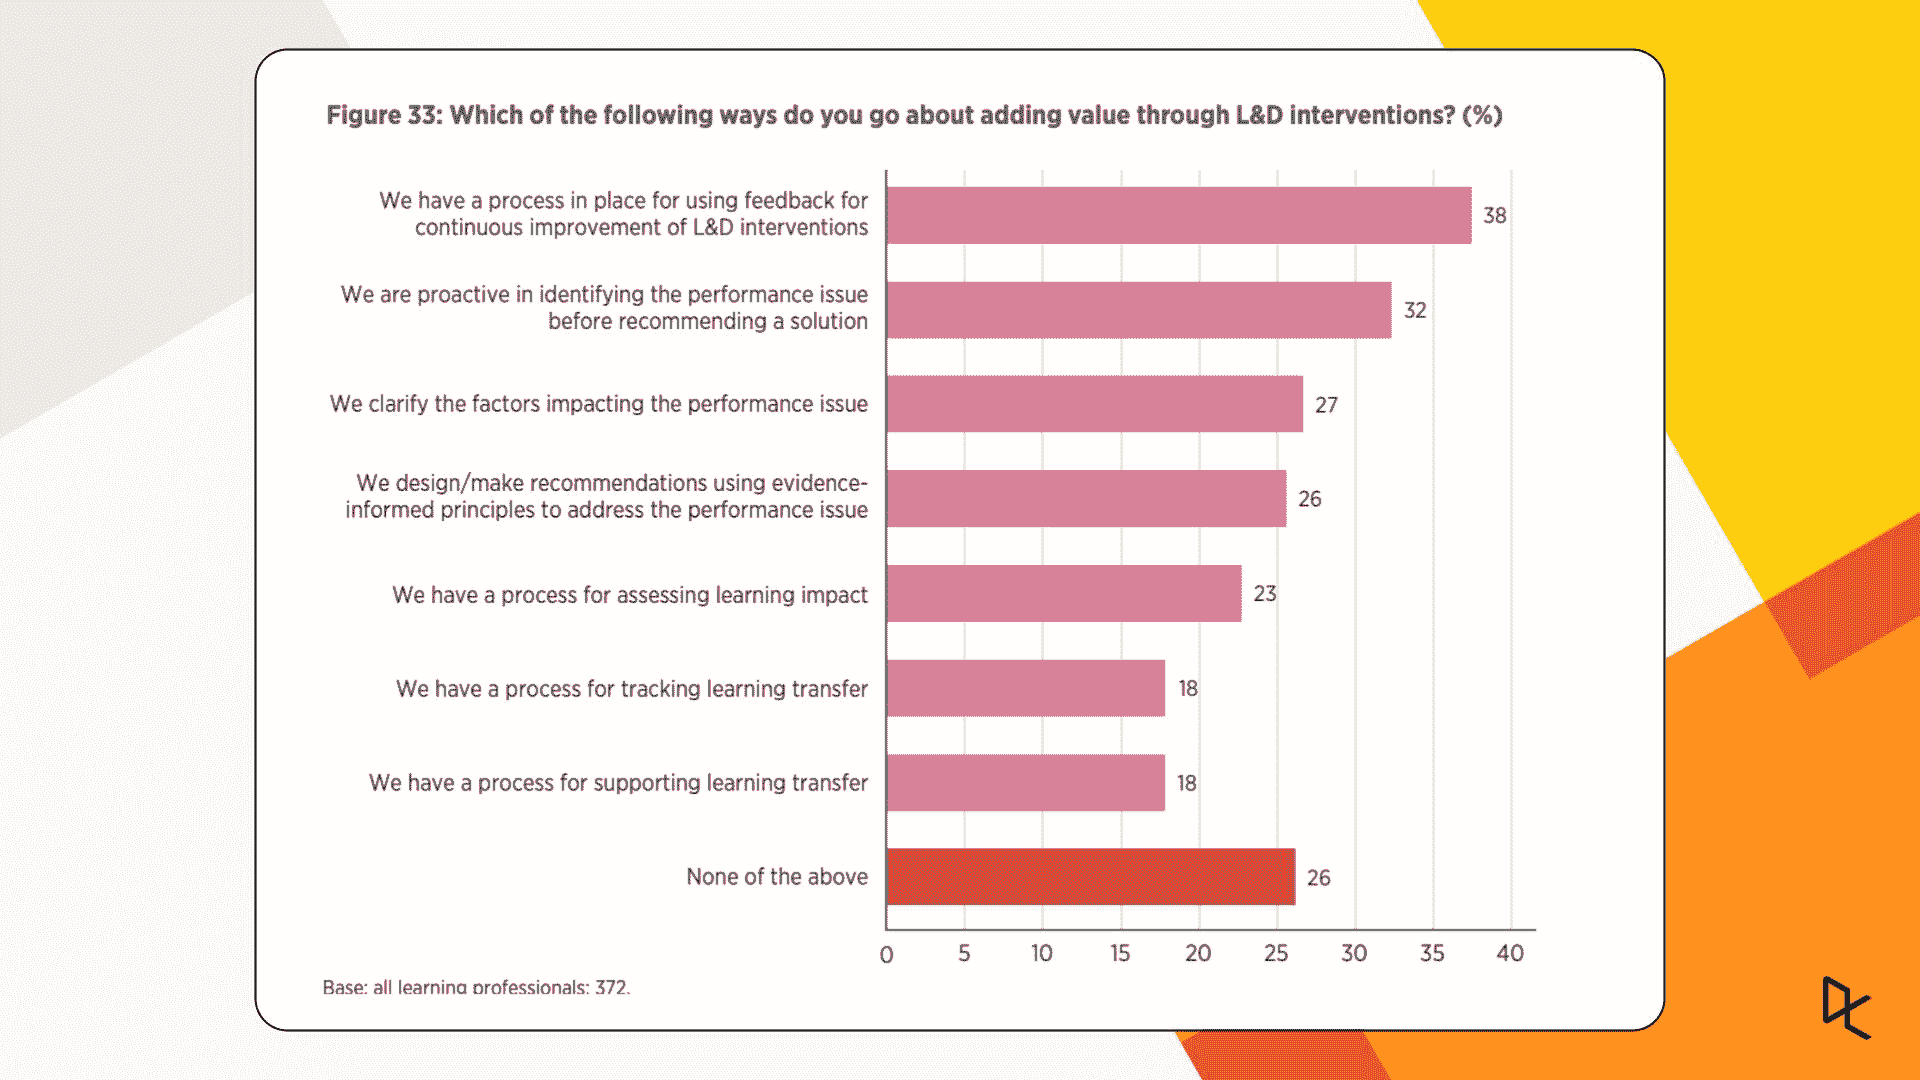 Figure 33: Which of the following ways do you go about adding value through L&D interventions? (%)
We have a process in place for using feedback for
continuous improvement of L&D interventions
38
We are proactive in identifying the performance issue
before recommending a solution
32
We clarify the factors impacting the performance issue
27
We design/make recommendations using evidence-
informed principles to address the performance issue
26
We have a process for assessing learning impact
23
We have a process for tracking learning transfer
18
We have a process for supporting learning transfer
18
None of the above
26
0 5 10 15 20 25 30 35 40
Base: all learning professionals: 372.